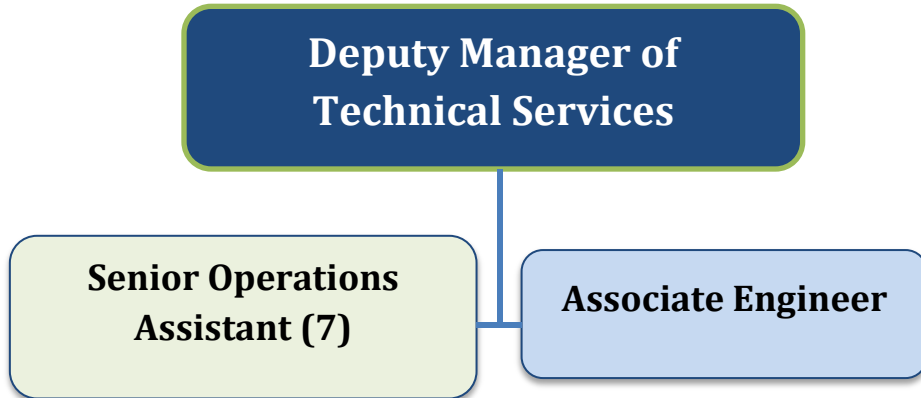 Deputy Manager of
Technical Services
Senior Operations
Assistant (7)
Associate Engineer